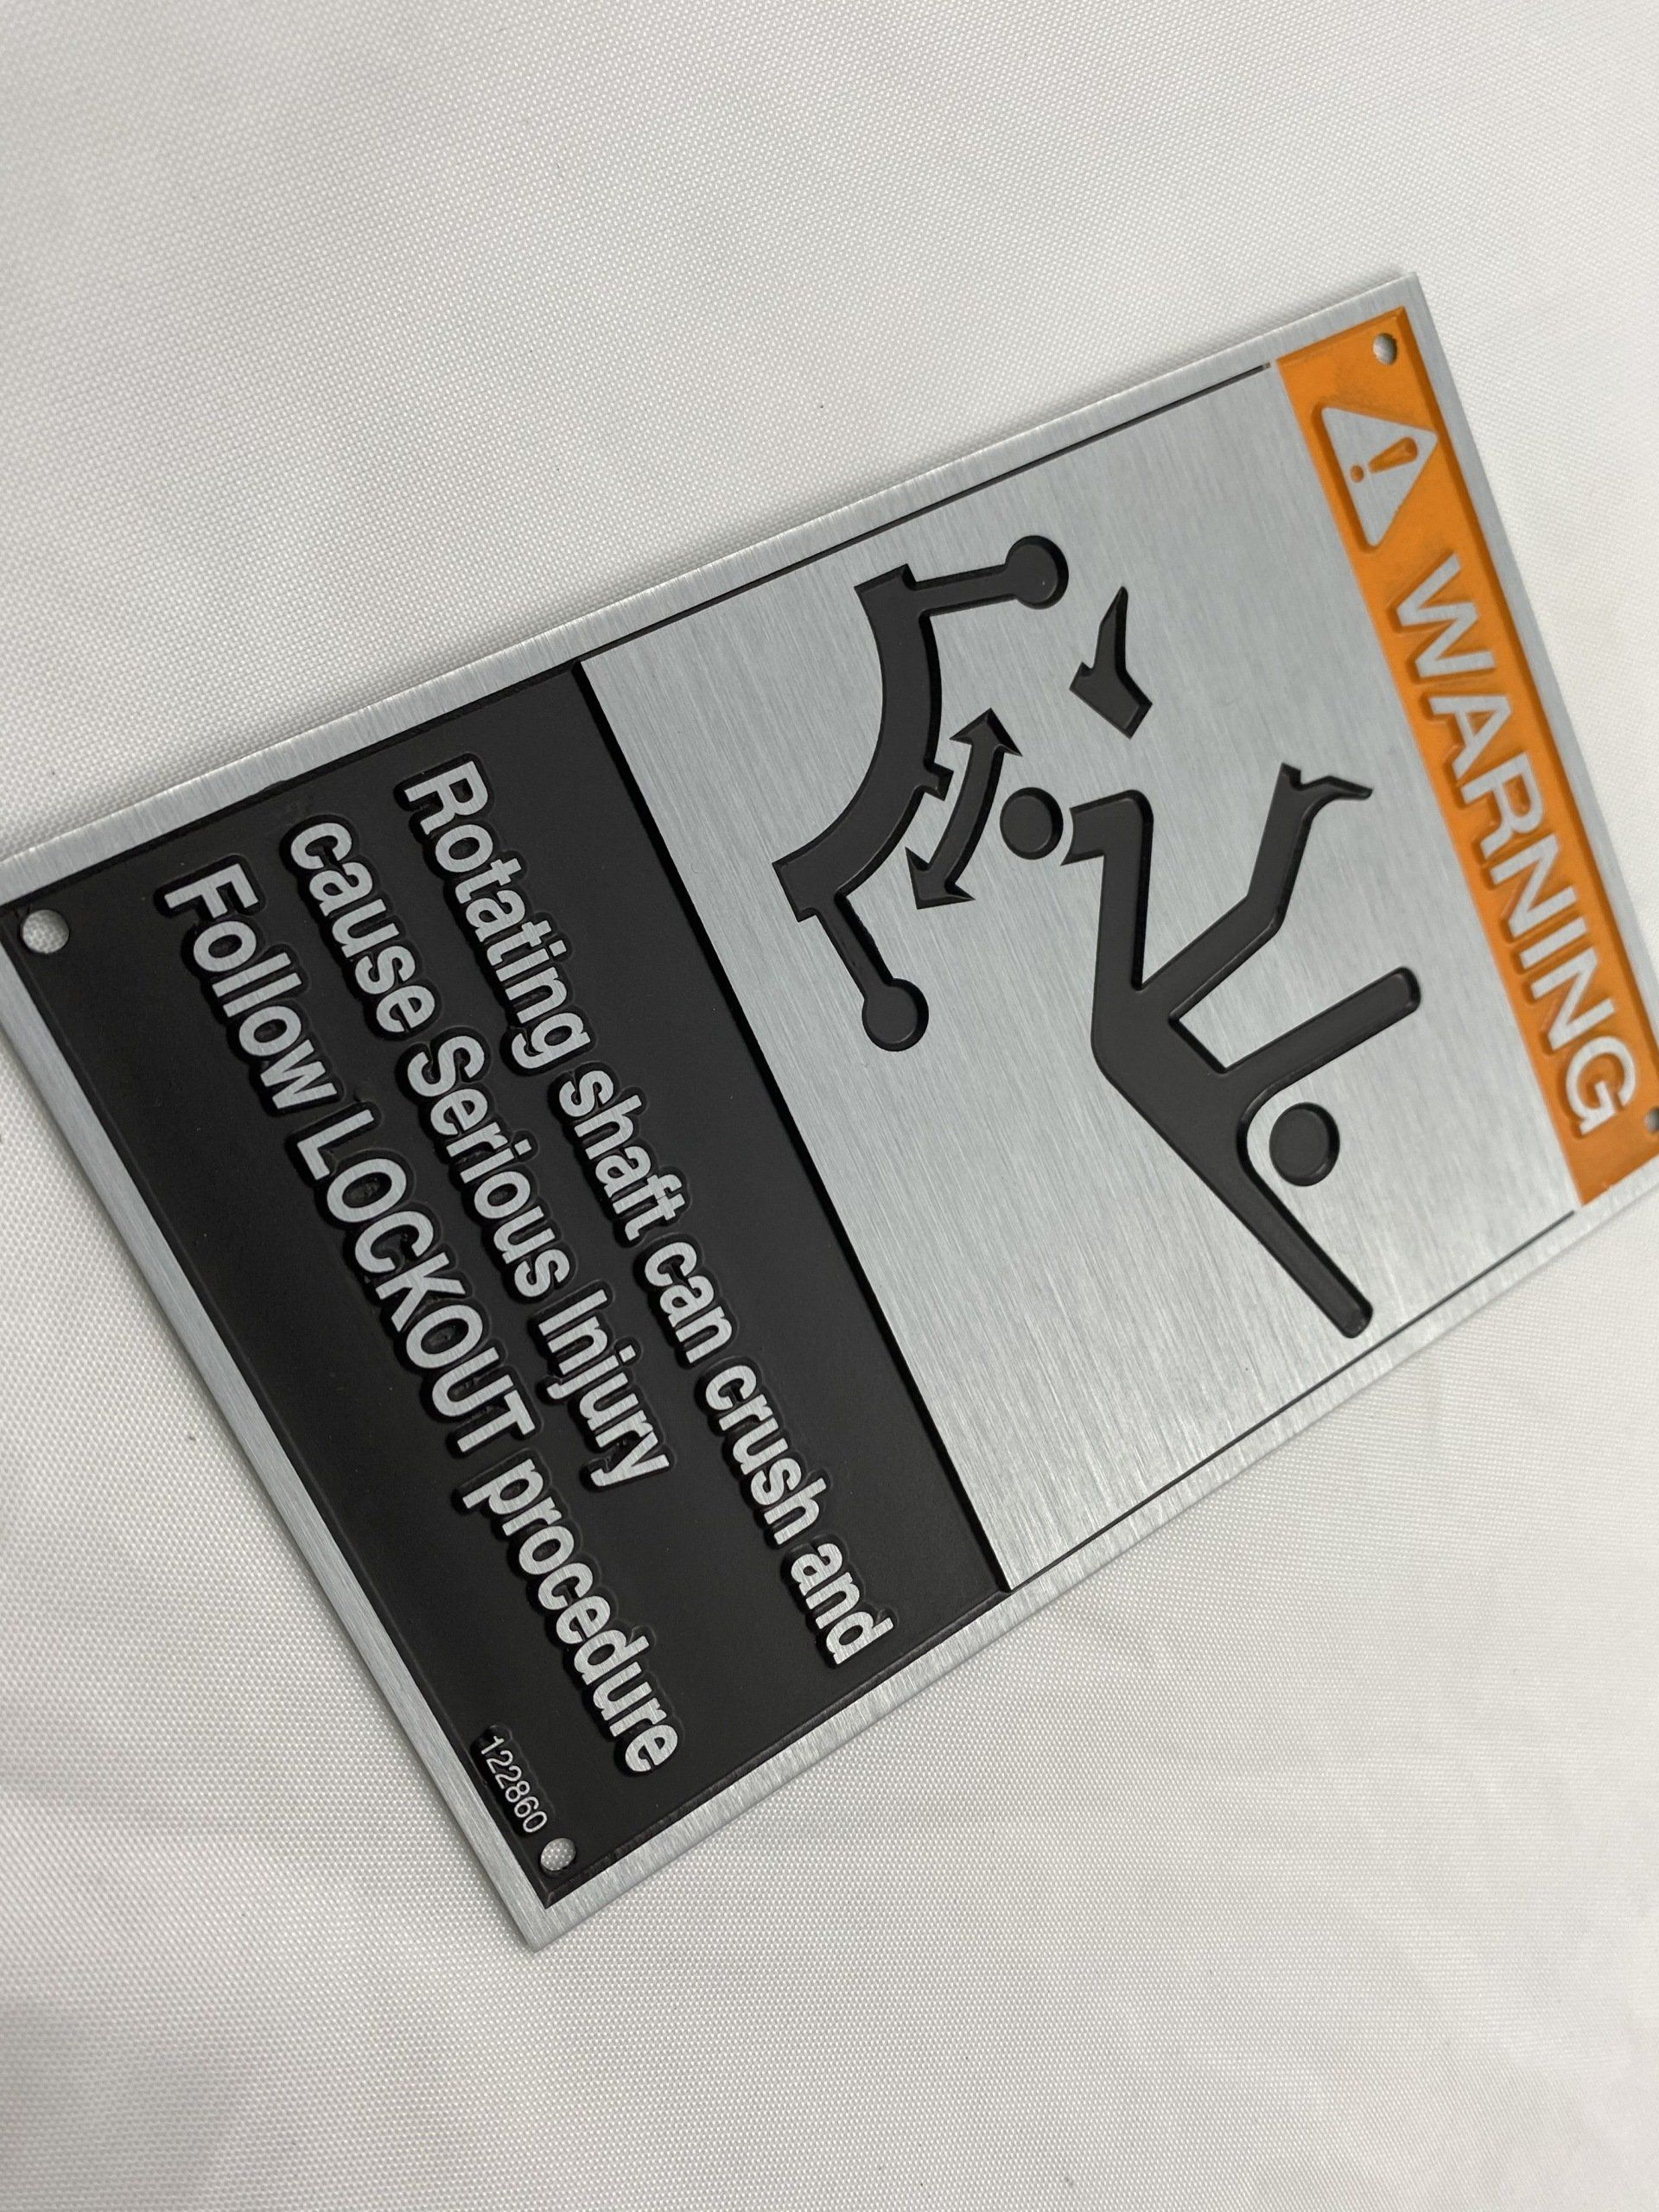 WARNING
Rotating shaft can crush and
cause Serious Injury
Follow LOCKOUT procedure
122860